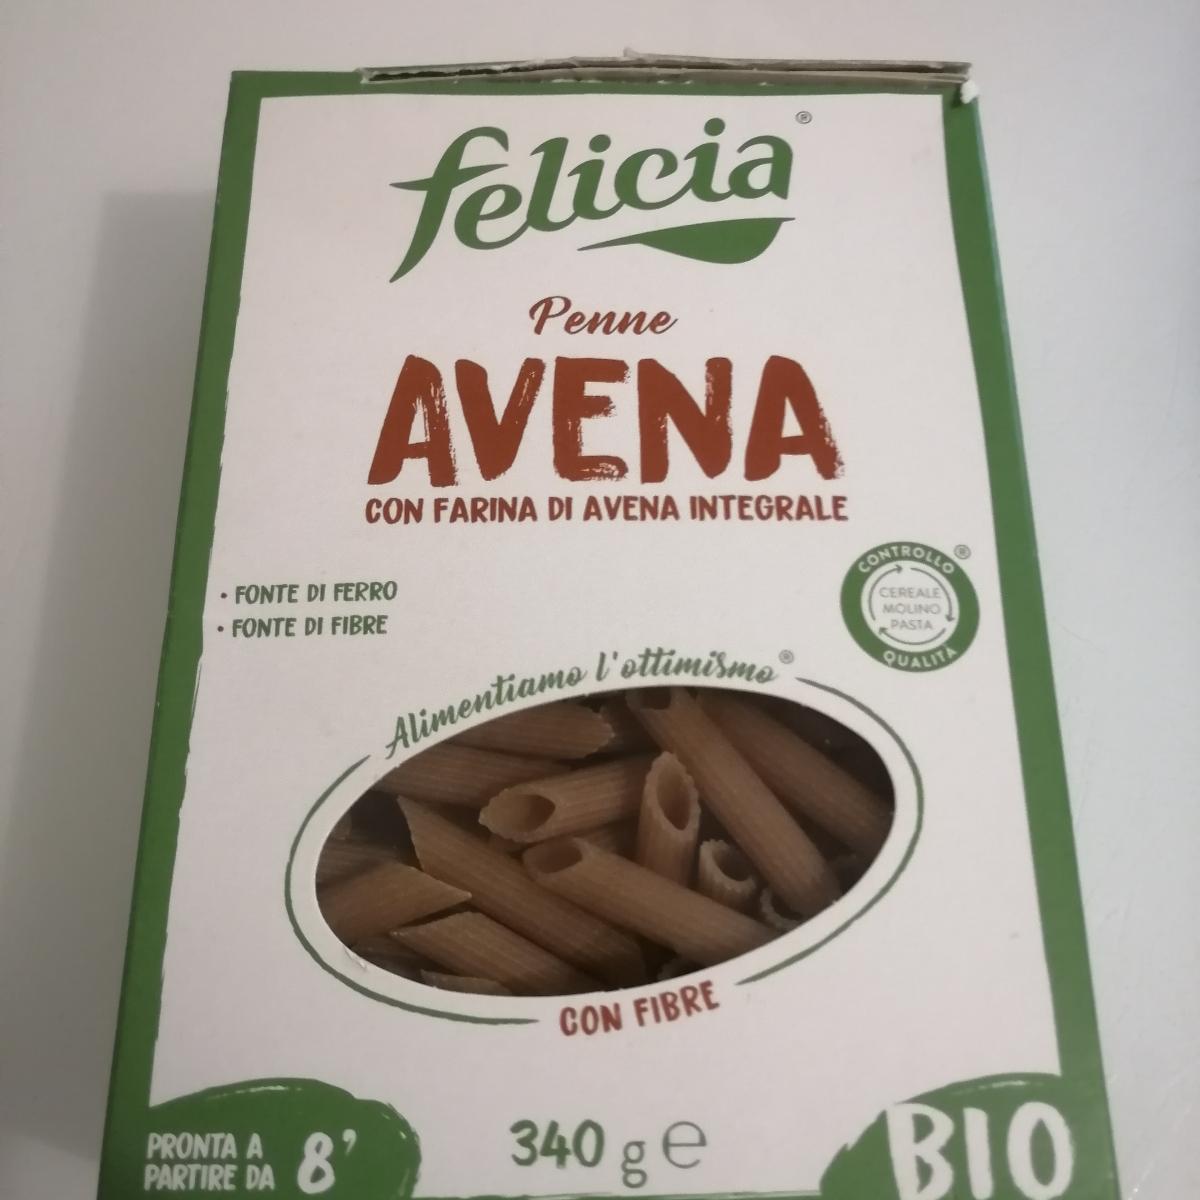 felicia®
Penne
AVENA
CON FARINA DI AVENA INTEGRALE
• FONTE DI FERRO
• FONTE DI FIBRE
CONTROLLO®
CEREALE
MOLINO
PASTA
QUALITÀ
Alimentiamo l'ottimismo®
CON FIBRE
PRONTA A
PARTIRE DA 8'
340 g e
BIO